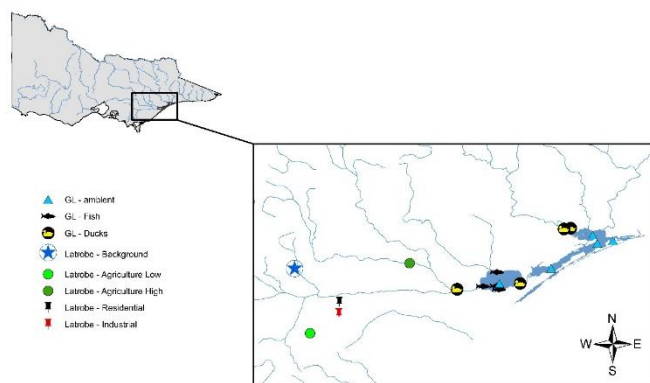 GL - ambient
GL - Fish
GL - Ducks
Latrobe - Background
Latrobe - Agriculture Low
Latrobe - Agriculture High
Latrobe - Residential
Latrobe - Industrial
N
W E
S